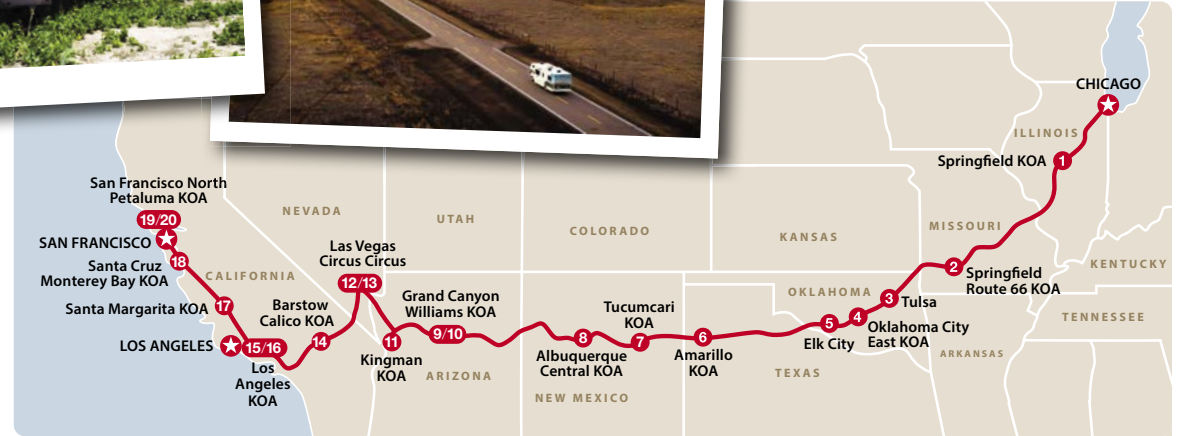 CHICAGO
ILLINOIS
1
Springfield KOA
MISSOURI
2
Springfield
Route 66 KOA
KENTUCKY
TENNESSEE
ARKANSAS
KANSAS
OKLAHOMA
3
Tulsa
4
Oklahoma City
East KOA
5
Elk City
TEXAS
6
Amarillo
KOA
COLORADO
Tucumcari
KOA
7
8
Albuquerque
Central KOA
NEW MEXICO
UTAH
Grand Canyon
Williams KOA
9/10
ARIZONA
11
Kingman
KOA
NEVADA
Las Vegas
Circus Circus
12/13
Barstow
Calico KOA
14
CALIFORNIA
LOS ANGELES
15/16
Los
Angeles
KOA
Santa Margarita KOA
17
Santa Cruz
Monterey Bay KOA
18
SAN FRANCISCO
San Francisco North
Petaluma KOA
19/20